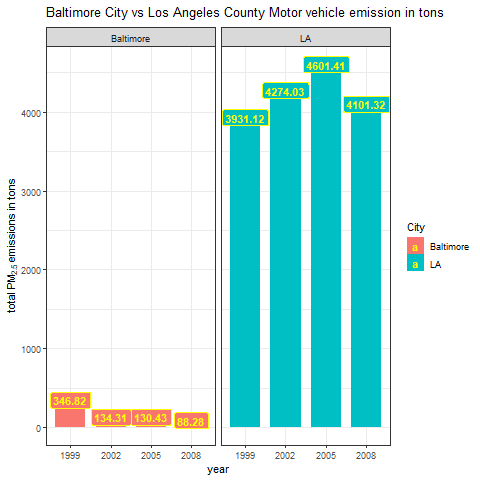 Baltimore City vs Los Angeles County Motor vehicle emission in tons
Baltimore
LA
total PM2.5 emissions in tons
4000
3000
2000
1000
0
346.82
134.31
130.43
88.28
3931.12
4274.03
4601.41
4101.32
1999
2002
2005
2008
1999
2002
2005
2008
year
City
a Baltimore
a LA